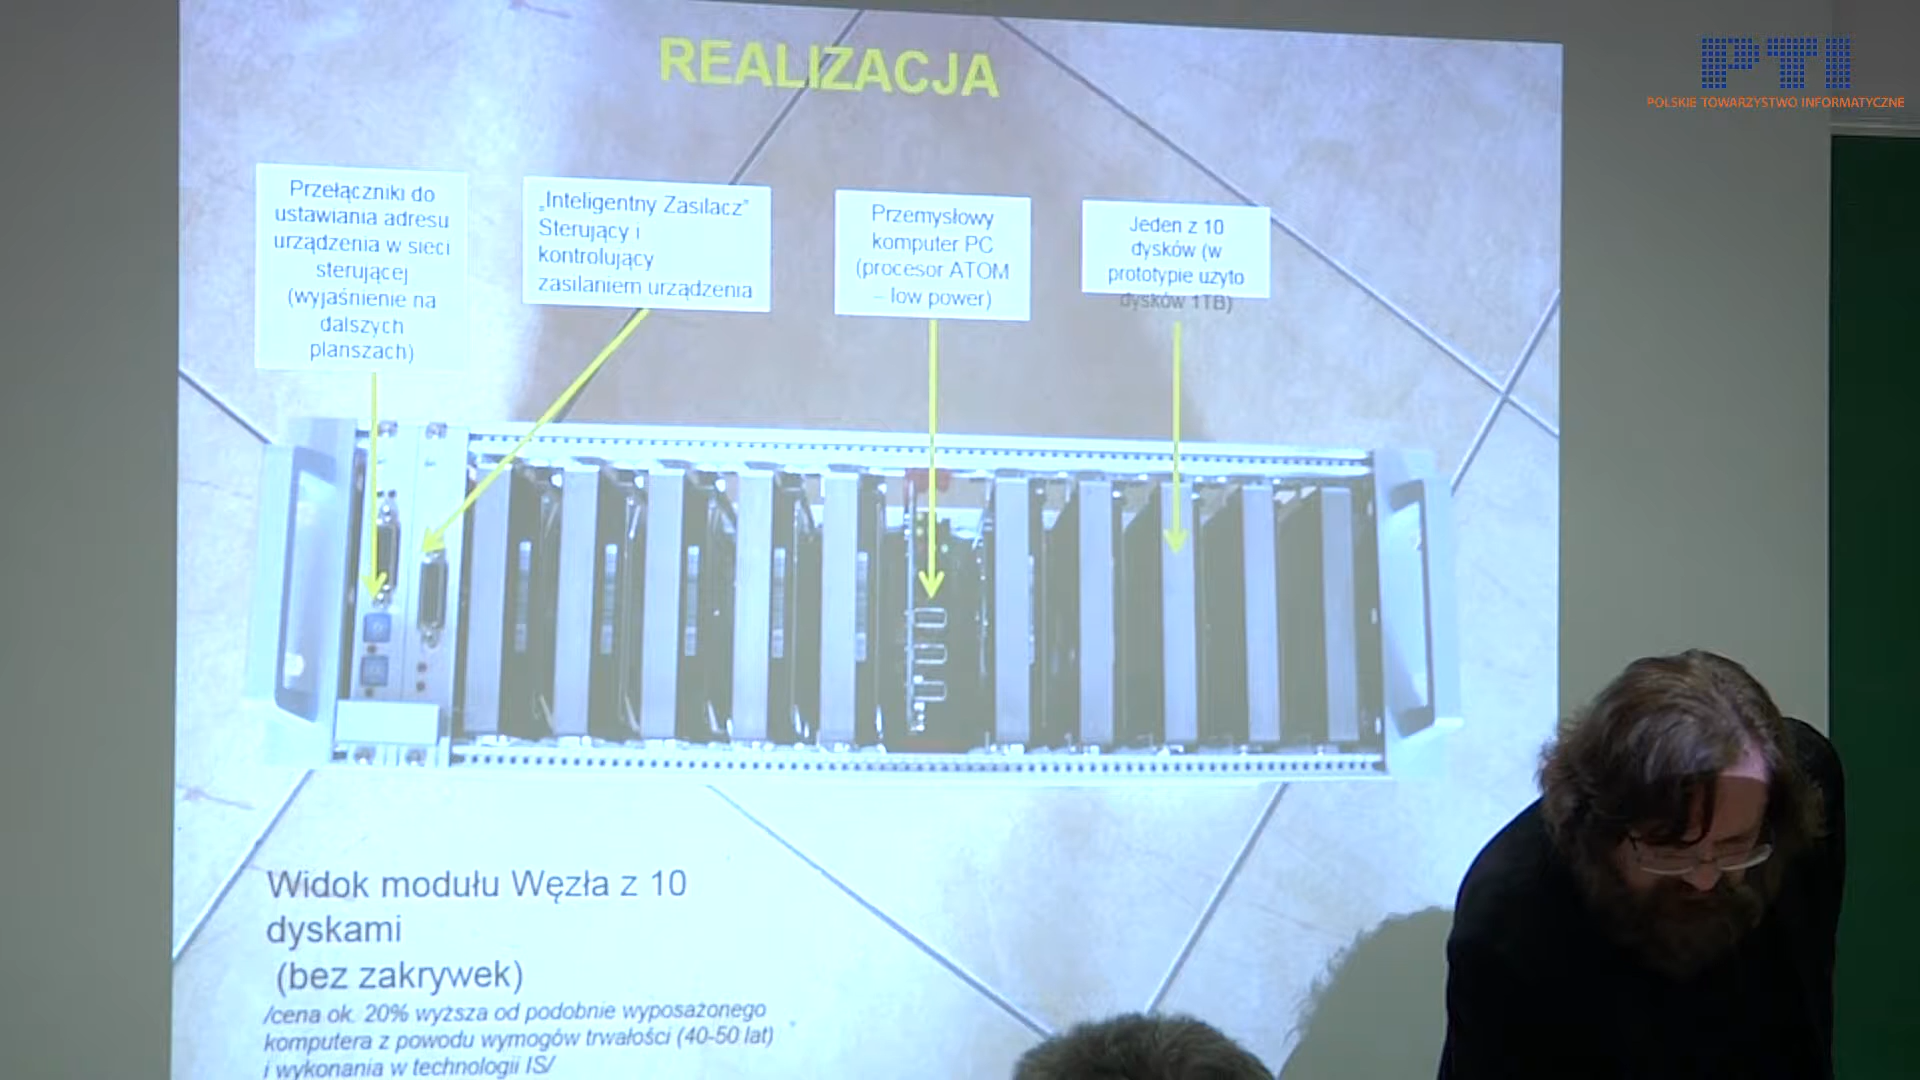 REALIZACJA
PTI
POLSKIE TOWARZYSTWO INFORMATYCZNE
Przełączniki do
ustawiania adresu
urządzenia w sieci
sterującej
(wyjaśnienie na
dalszych
planszach)
„Inteligentny Zasilacz”
Sterujący i
kontrolujący
zasilaniem urządzenia
Przemysłowy
komputer PC
(procesor ATOM
– low power)
Jeden z 10
dysków (w
prototypie uzyto
dysków 1TB)
Widok modułu Węzła z 10
dyskami
(bez zakrywek)
/cena ok. 20% wyższa od podobnie wyposażonego
komputera z powodu wymogów trwałości (40-50 lat)
i wykonania w technologii IS/